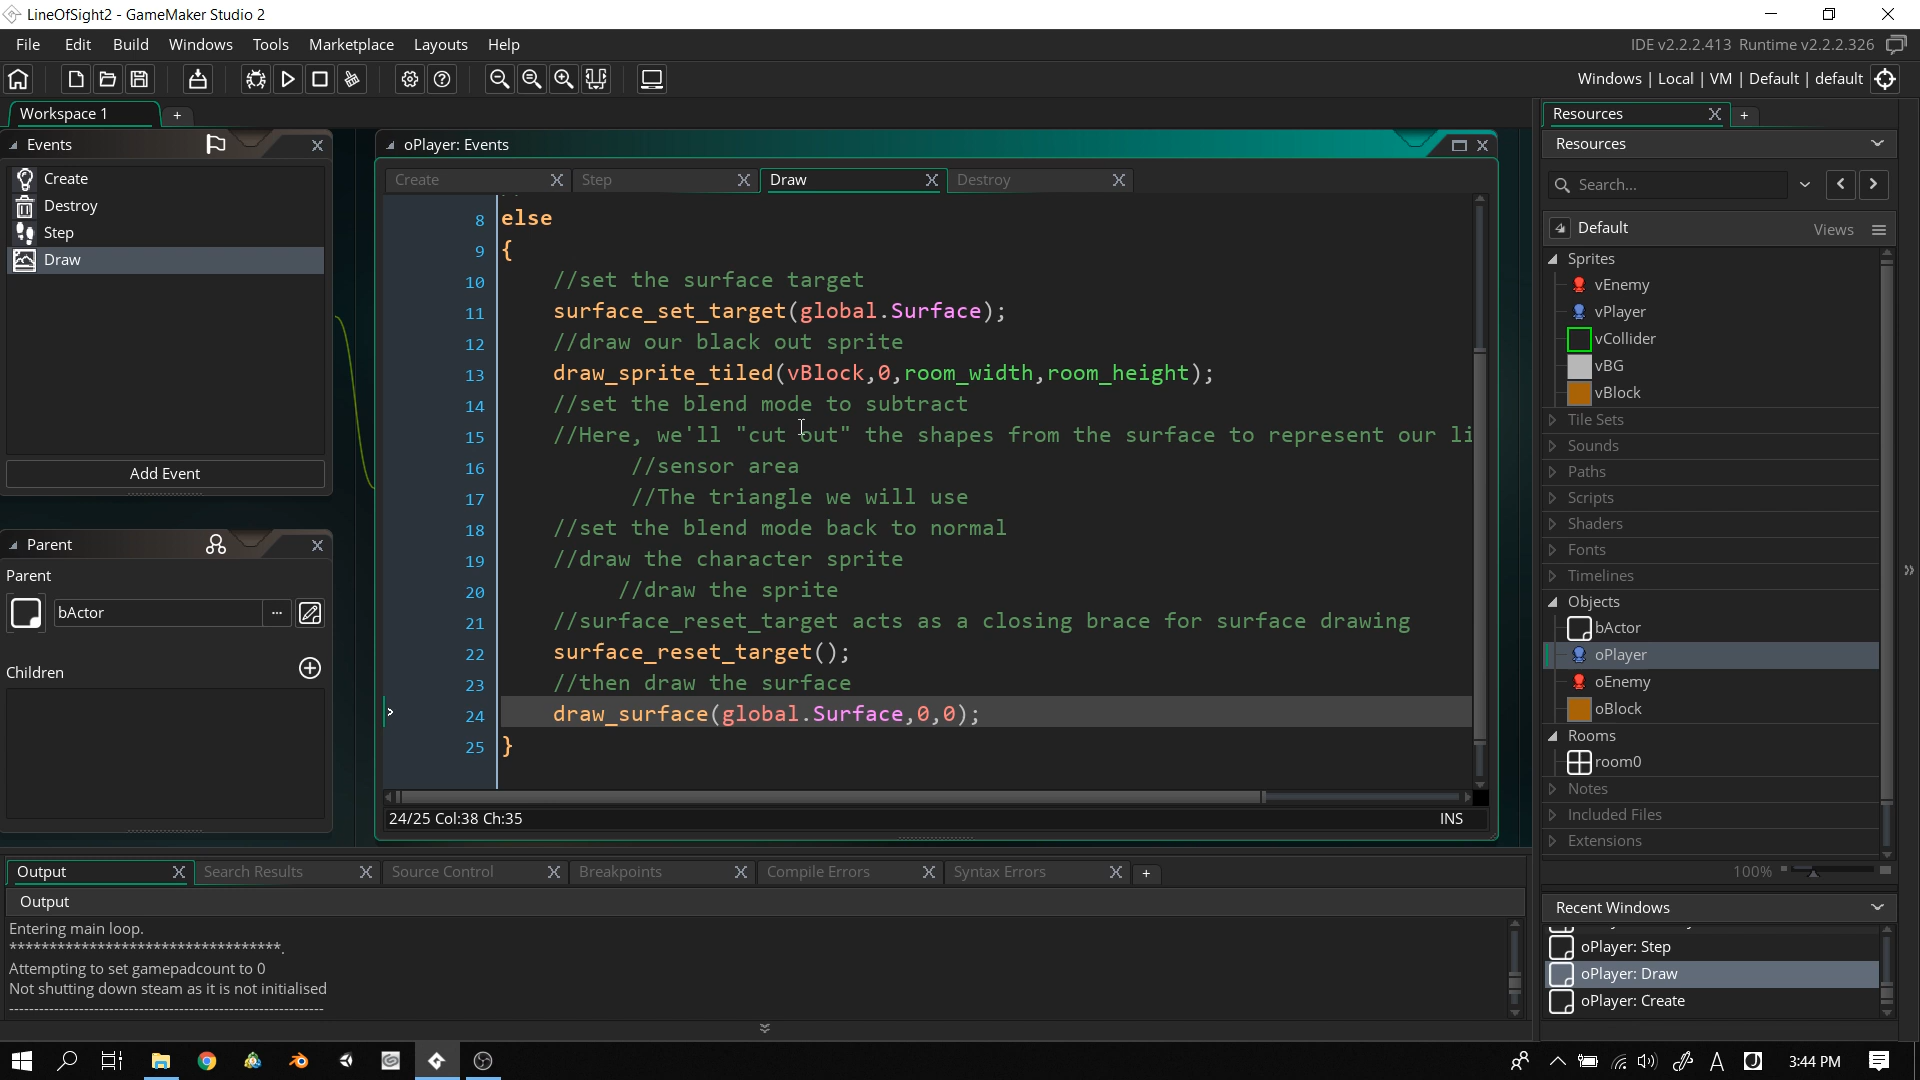 LineOfSight2 - GameMaker Studio 2
File Edit Build Windows Tools Marketplace Layouts Help
IDE v2.2.2.413 Runtime v2.2.2.326
Windows | Local | VM | Default | default
Workspace 1
+
Events
Create
Destroy
Step
Draw
Add Event
Parent
Parent
bActor
...
Children
oPlayer: Events
Create
Step
Draw
Destroy
8 else
9 {
10 //set the surface target
11 surface_set_target(global.Surface);
12 //draw our black out sprite
13 draw_sprite_tiled(vBlock,0,room_width,room_height);
14 //set the blend mode to subtract
15 //Here, we'll "cut out" the shapes from the surface to represent our li
16 //sensor area
17 //The triangle we will use
18 //set the blend mode back to normal
19 //draw the character sprite
20 //draw the sprite
21 //surface_reset_target acts as a closing brace for surface drawing
22 surface_reset_target();
23 //then draw the surface
24 draw_surface(global.Surface,0,0);
25 }
24/25 Col:38 Ch:35
INS
Output
Search Results
Source Control
Breakpoints
Compile Errors
Syntax Errors
+
Output
Entering main loop.
Attempting to set gamepadcount to 0
Not shutting down steam as it is not initialised
Resources
+
Resources
Search...
Default
Views
Sprites
vEnemy
vPlayer
vCollider
vBG
vBlock
Tile Sets
Sounds
Paths
Scripts
Shaders
Fonts
Timelines
Objects
bActor
oPlayer
oEnemy
oBlock
Rooms
room0
Notes
Included Files
Extensions
100%
Recent Windows
oPlayer: Step
oPlayer: Draw
oPlayer: Create
3:44 PM